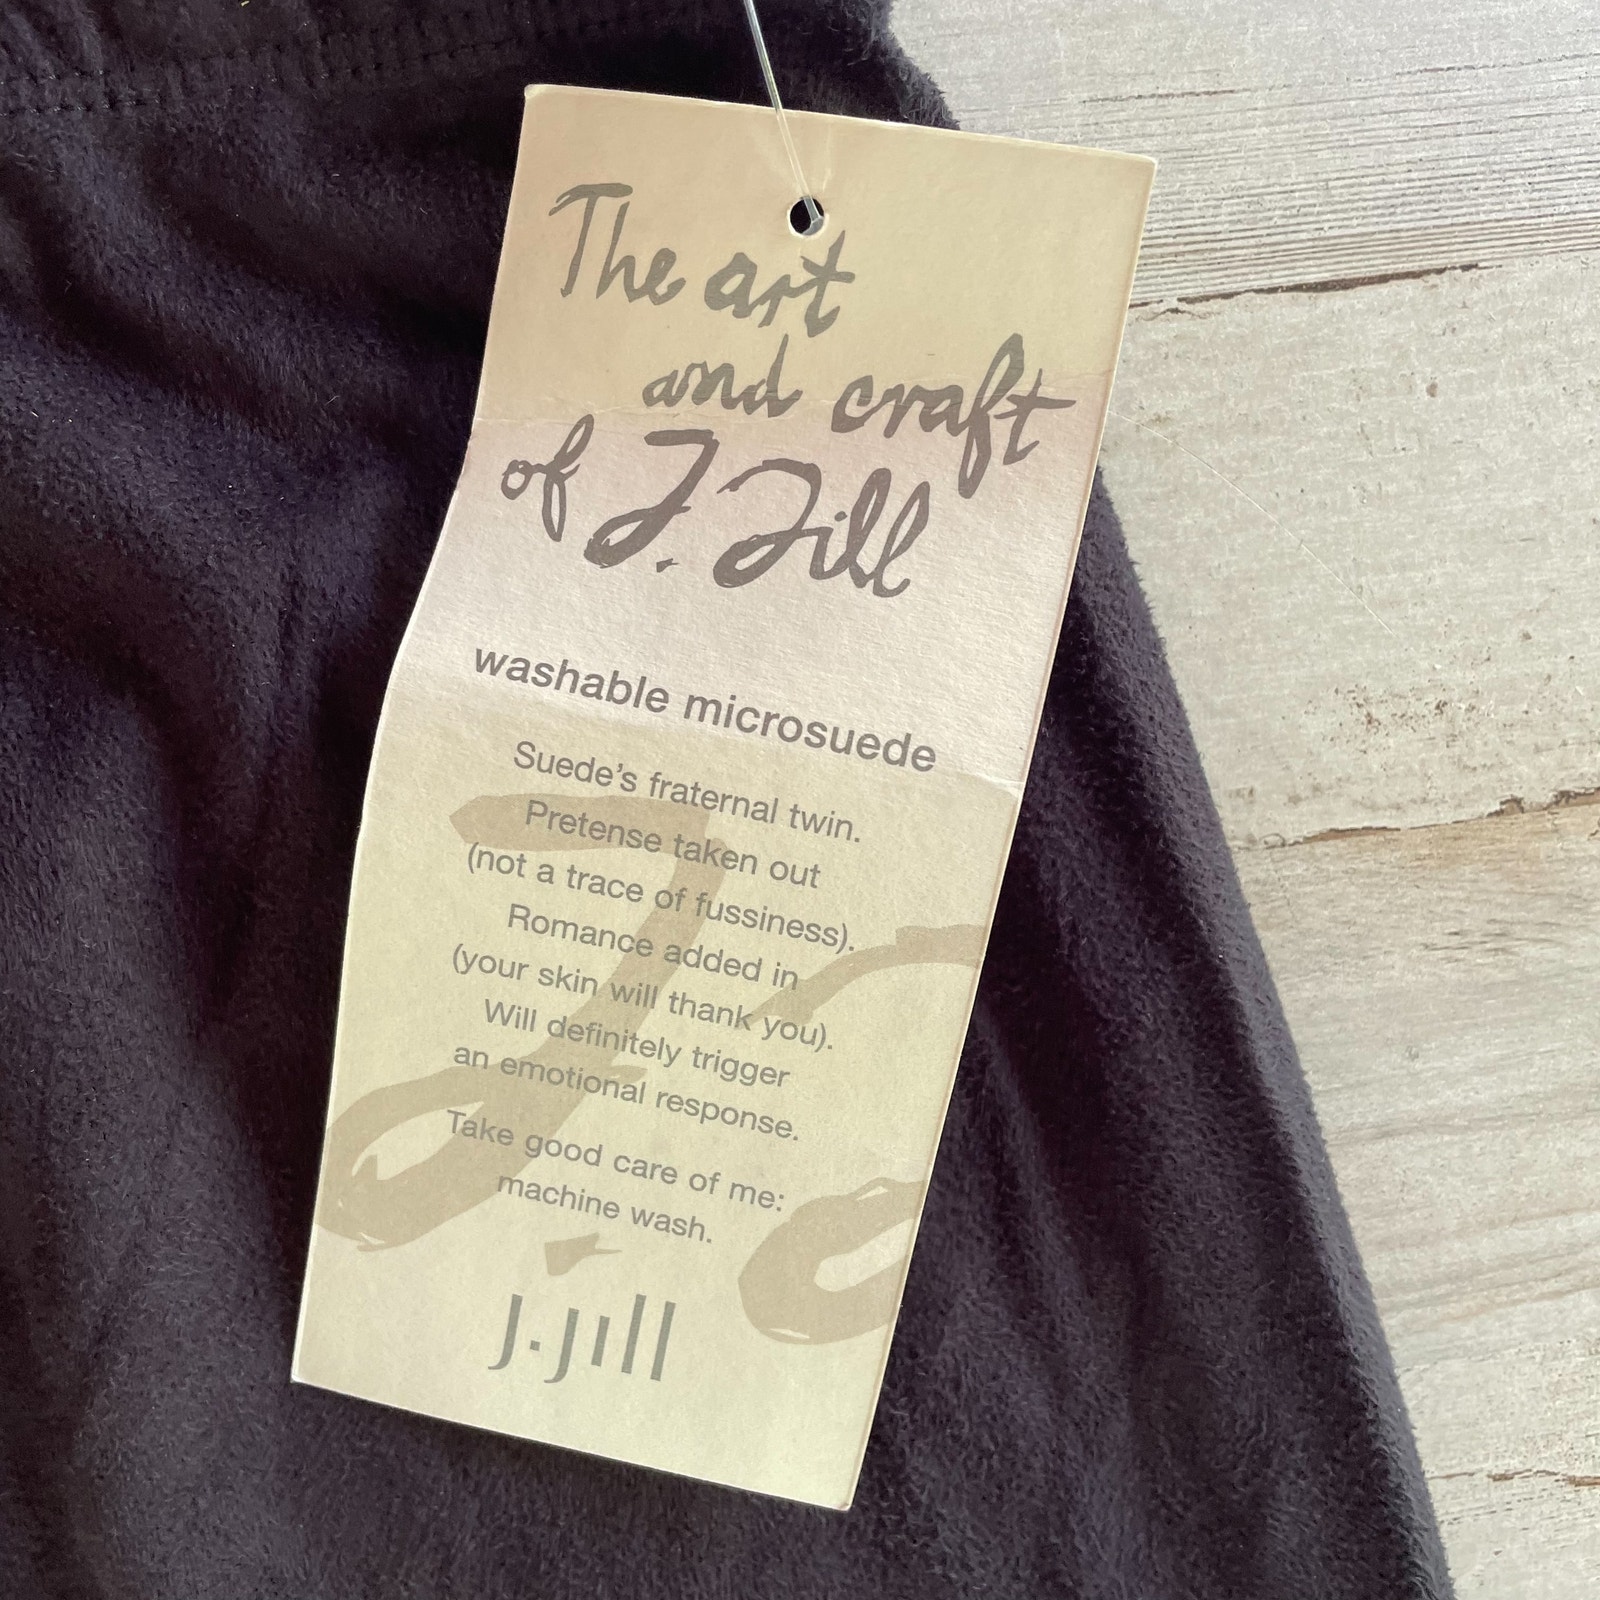 The art
and craft
of J. Jill
washable microsuede
Suede's fraternal twin.
Pretense taken out
(not a trace of fussiness).
Romance added in
(your skin will thank you).
Will definitely trigger
an emotional response.
Take good care of me:
machine wash.
J.Jill